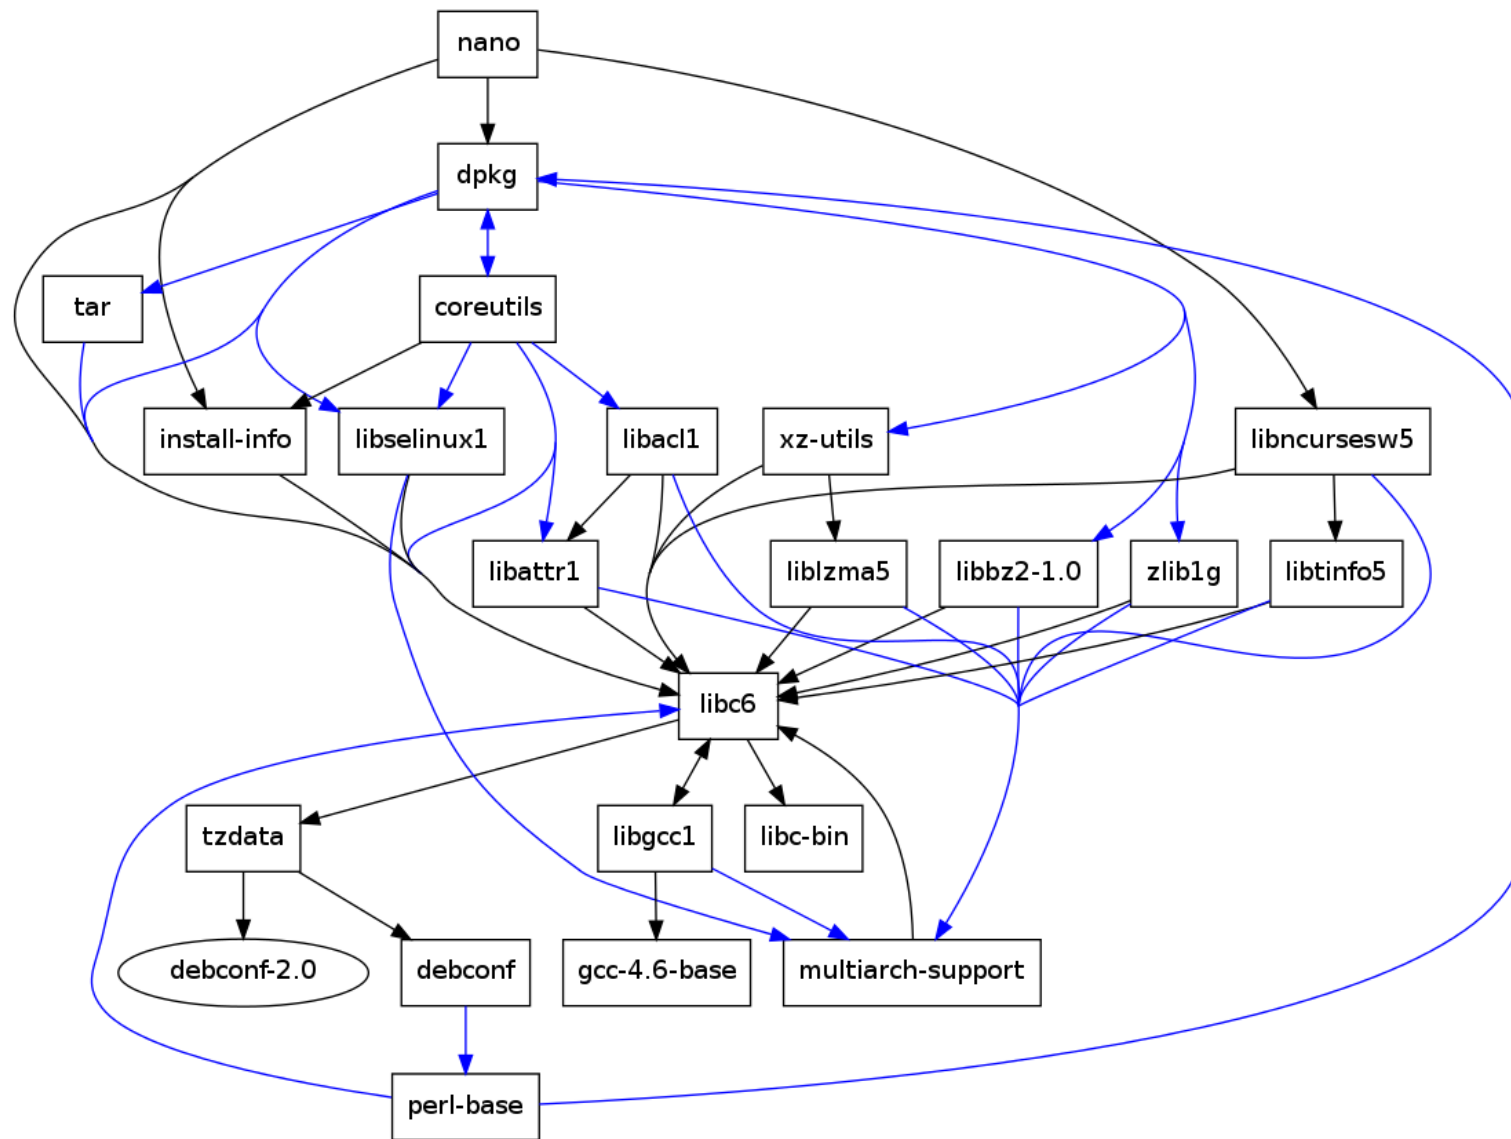 nano
dpkg
tar
coreutils
install-info
libselinux1
libacl1
xz-utils
libncursesw5
libattr1
liblzma5
libbz2-1.0
zlib1g
libtinfo5
libc6
tzdata
libgcc1
libc-bin
debconf-2.0
debconf
gcc-4.6-base
multiarch-support
perl-base